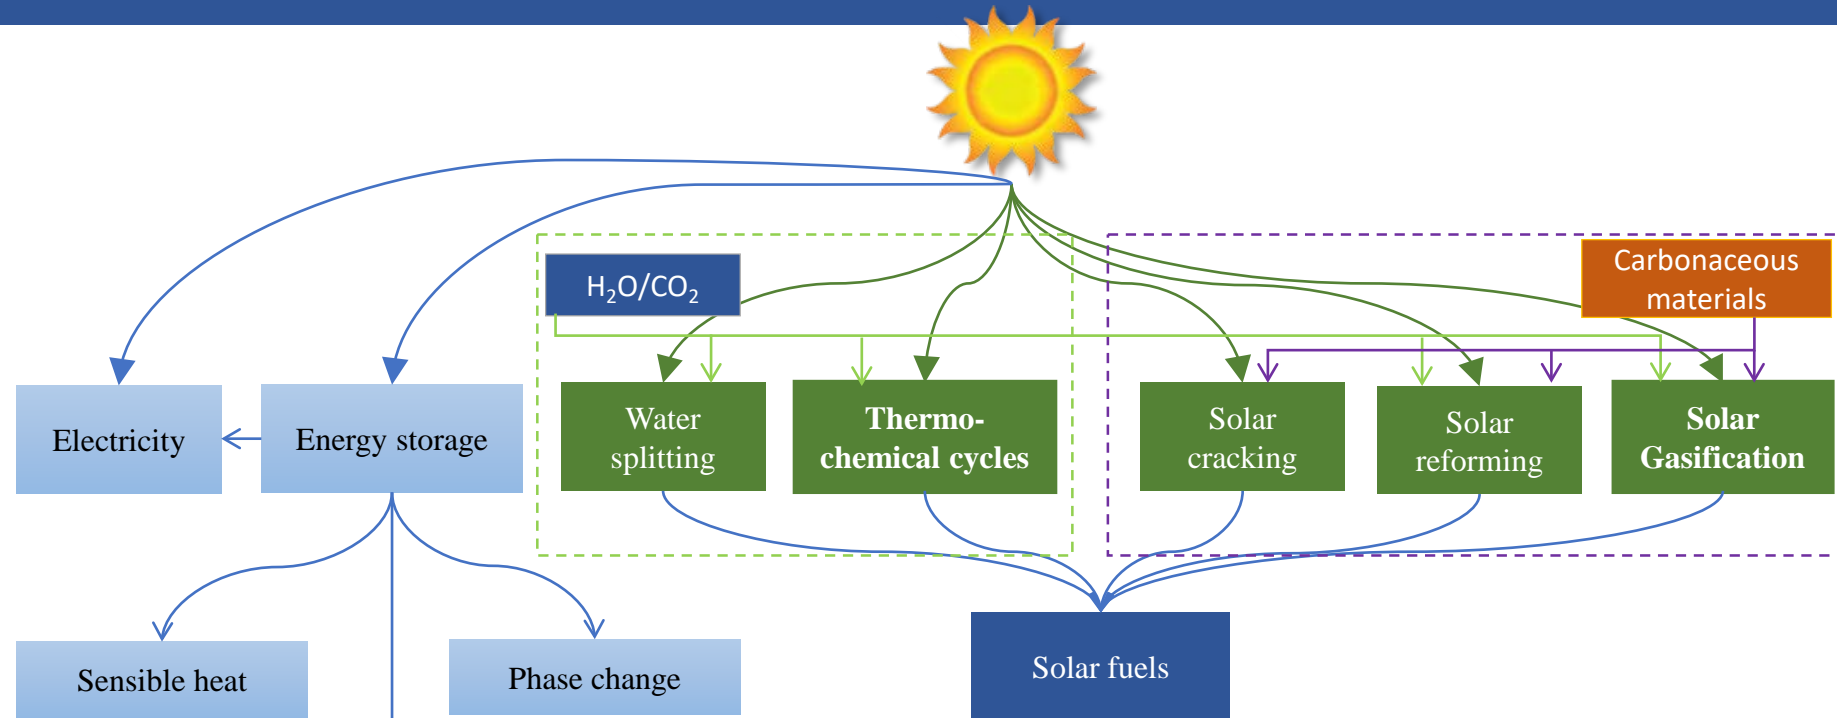 H₂O/CO₂
Carbonaceous
materials
Electricity
Energy storage
Water
splitting
Thermo-
chemical cycles
Solar
cracking
Solar
reforming
Solar
Gasification
Sensible heat
Phase change
Solar fuels